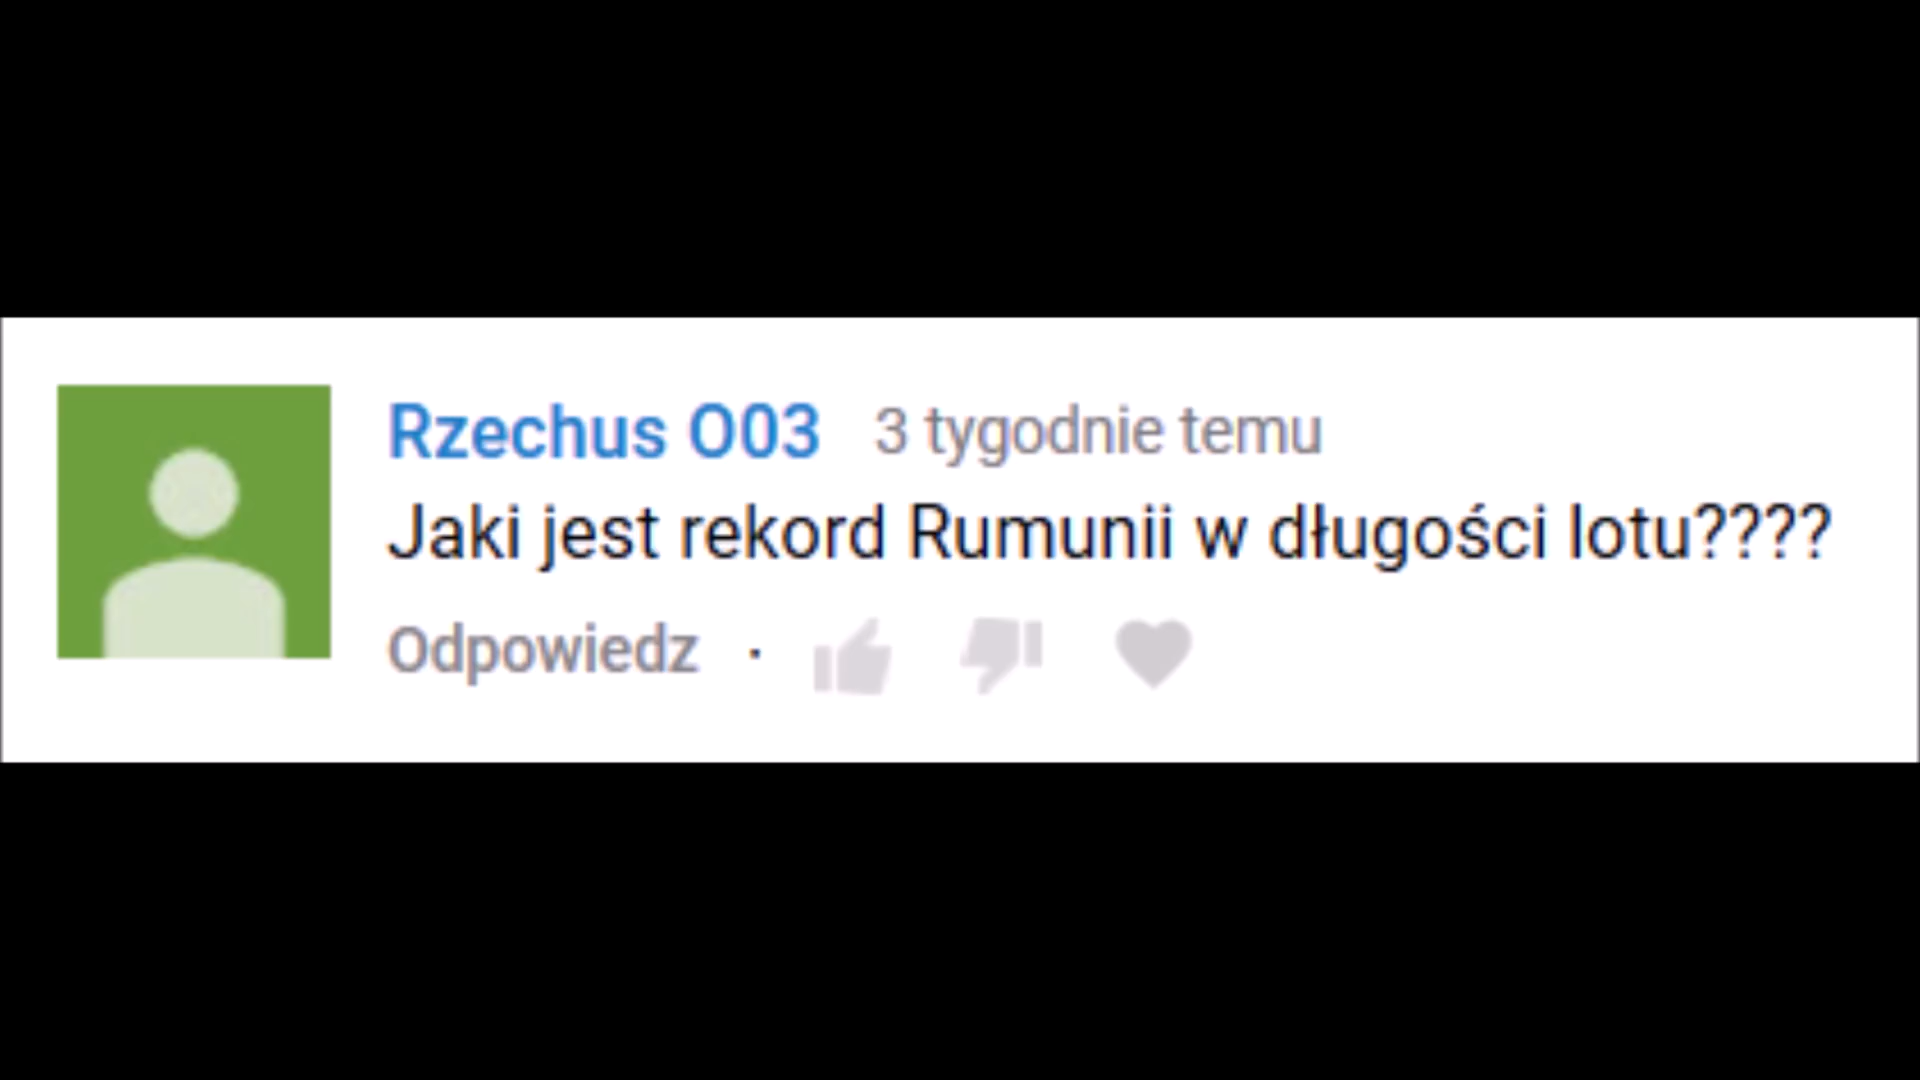 Rzechus O03 3 tygodnie temu
Jaki jest rekord Rumunii w długości lotu????
Odpowiedz ·